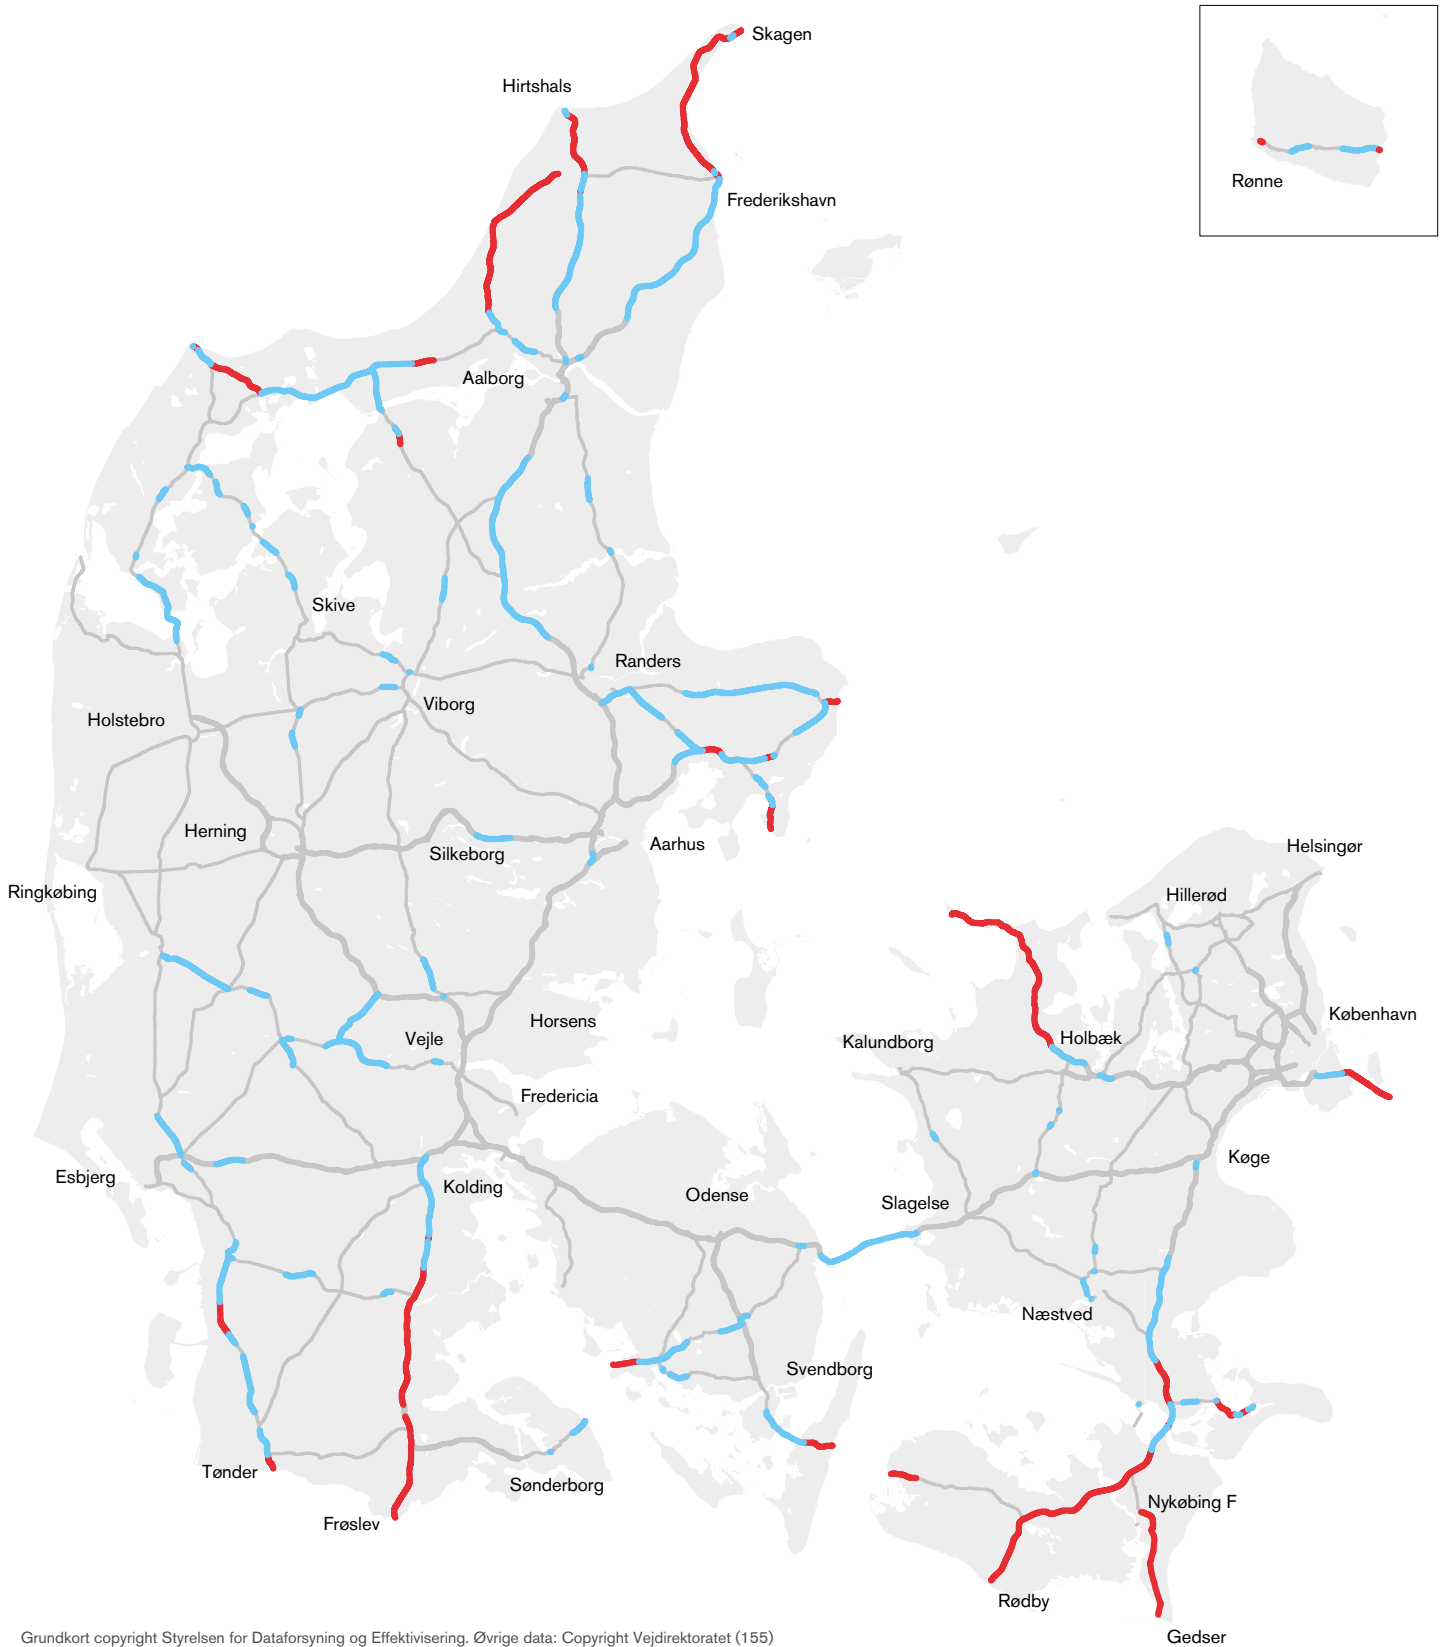 Skagen
Hirtshals
Rønne
Frederikshavn
Aalborg
Skive
Randers
Viborg
Holstebro
Herning
Silkeborg
Aarhus
Helsingør
Ringkøbing
Hillerød
Horsens
København
Vejle
Kalundborg
Holbæk
Fredericia
Esbjerg
Køge
Kolding
Odense
Slagelse
Næstved
Svendborg
Tønder
Sønderborg
Nykøbing F
Frøslev
Rødby
Gedser
Grundkort copyright Styrelsen for Dataforsyning og Effektivisering. Øvrige data: Copyright Vejdirektoratet (155)